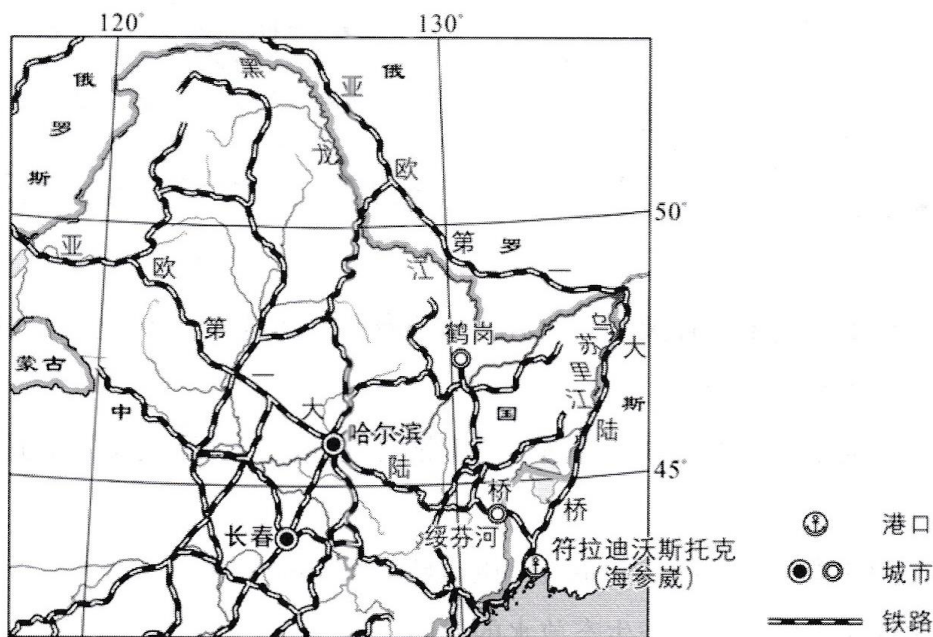 120°
130°
俄
罗
斯
黑
龙
江
亚
欧
第
一
大
陆
桥
俄
罗
斯
50°
亚
欧
第
一
大
陆
桥
乌
苏
里
江
鹤岗
蒙古
中
国
哈尔滨
45°
长春
绥芬河
符拉迪沃斯托克
（海参崴）
港口
城市
铁路